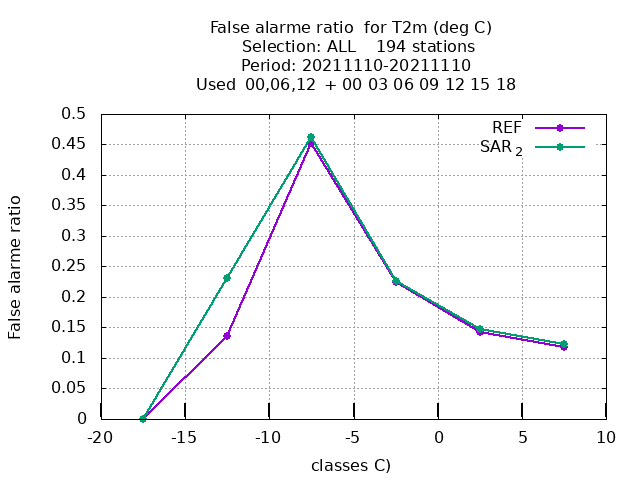 False alarme ratio  for T2m (deg C)
Selection: ALL    194 stations
Period: 20211110-20211110
Used  00,06,12  + 00 03 06 09 12 15 18
REF
SAR 2
0.5
0.45
0.4
0.35
0.3
0.25
0.2
0.15
0.1
0.05
0
False alarme ratio
-20 -15 -10 -5 0 5 10
classes C)